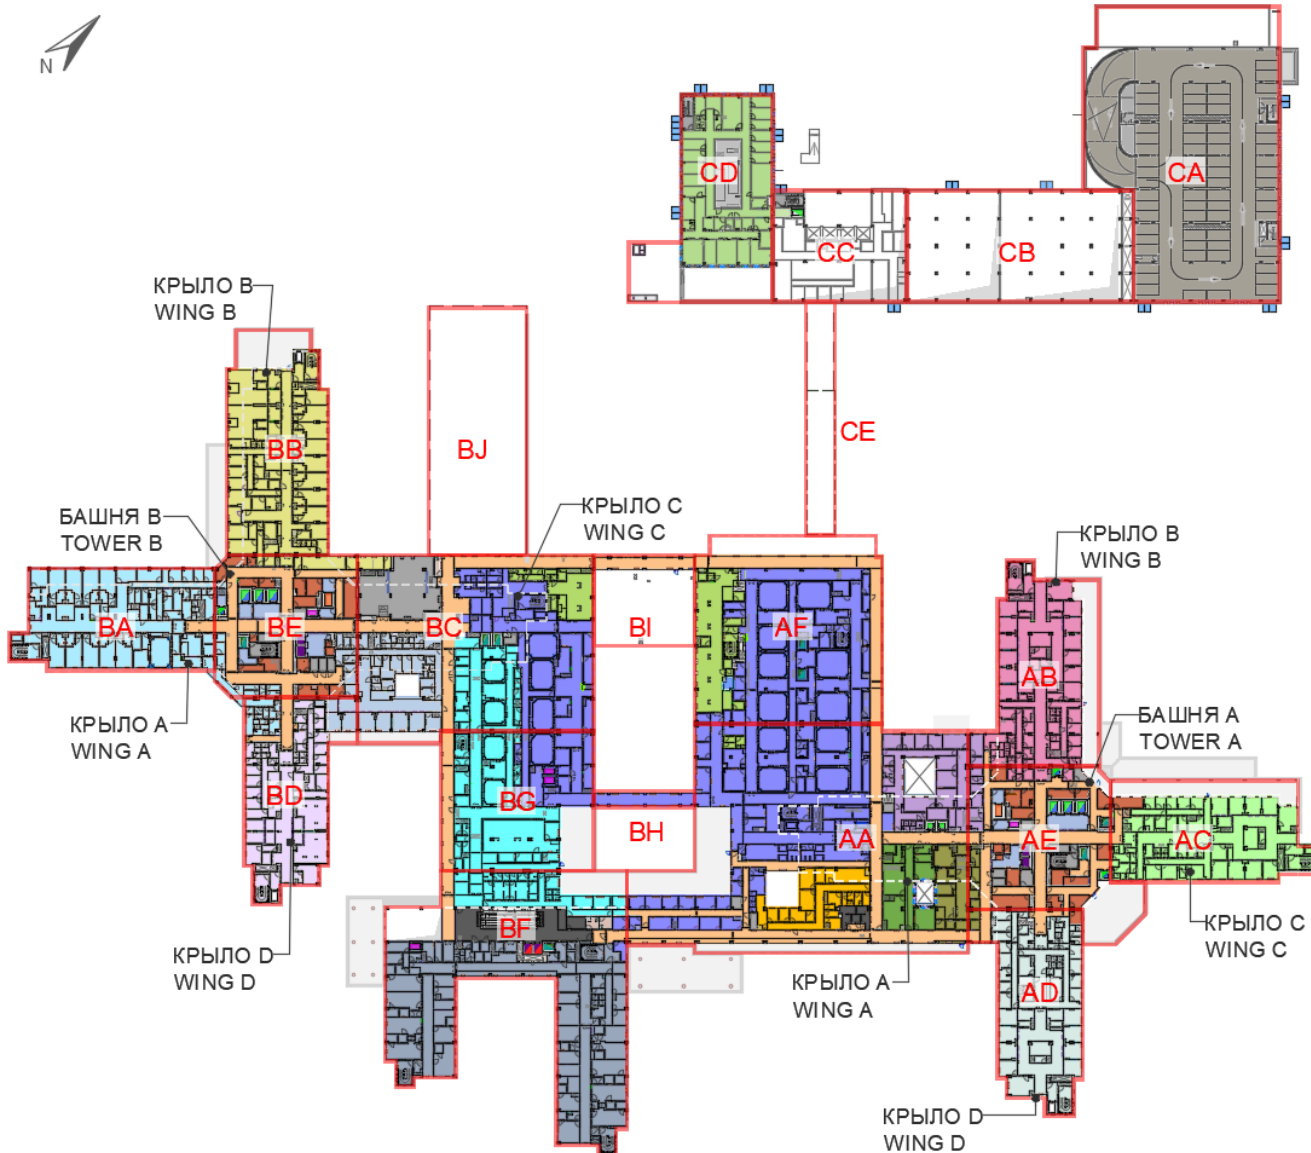 N
CD
CA
CC
CB
КРЫЛО B
WING B
CE
BB
BJ
КРЫЛО C
WING C
БАШНЯ B
TOWER B
КРЫЛО B
WING B
BA
BE
BC
BI
AF
AB
КРЫЛО A
WING A
БАШНЯ A
TOWER A
BD
BG
BH
AA
AE
AC
BF
КРЫЛО C
WING C
КРЫЛО D
WING D
КРЫЛО A
WING A
AD
КРЫЛО D
WING D